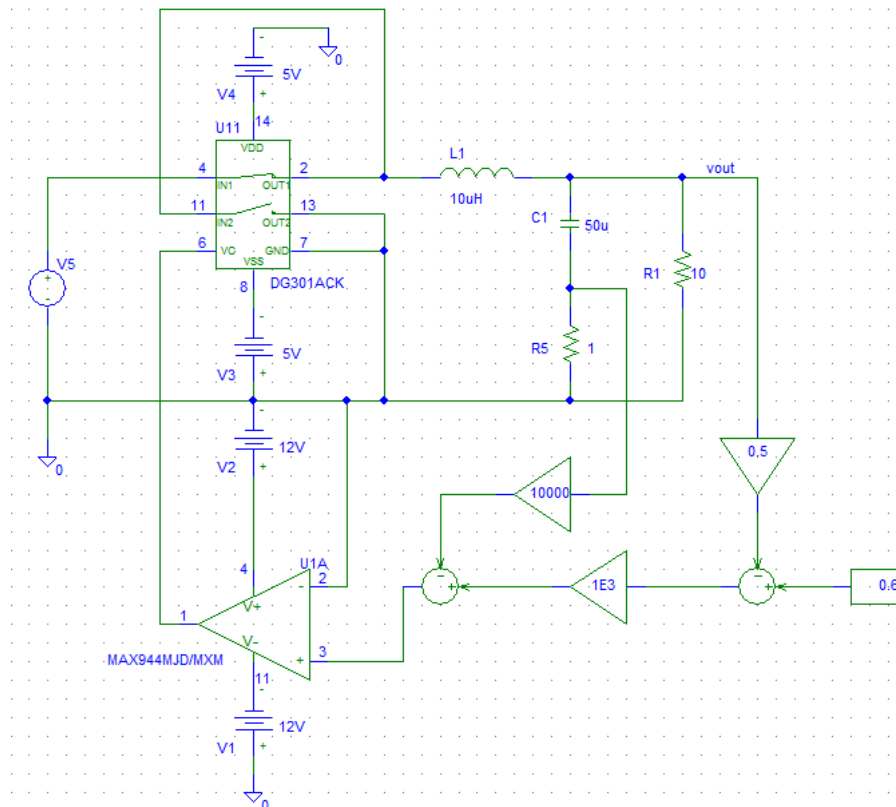 -
0
5V
V4
+
14
U11
VDD
4
2
IN1
OUT1
11
13
IN2
OUT2
6
7
VC
GND
VSS
8
DG301ACK
L1
10uH
vout
C1
50u
R1
10
V5
+
-
-
5V
V3
+
R5
1
0
-
12V
V2
+
0.5
10000
4
U1A
2
-
V+
1
-
+
1E3
-
+
0.6
V-
+
3
MAX944MJD/MXM
11
-
12V
V1
+
0